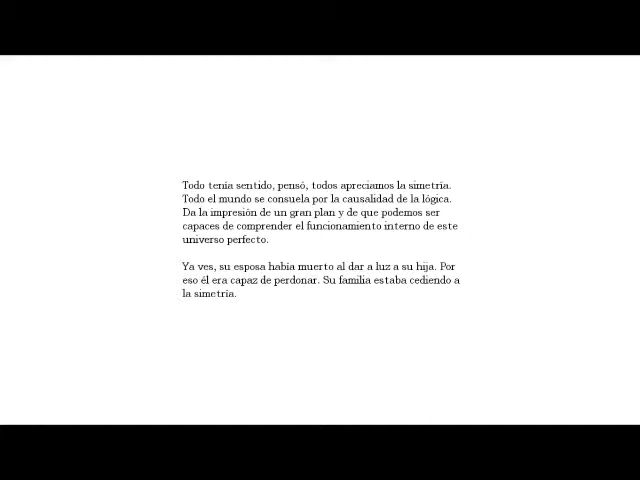 Todo tenía sentido, pensó, todos apreciamos la simetría.
Todo el mundo se consuela por la causalidad de la lógica.
Da la impresión de un gran plan y de que podemos ser
capaces de comprender el funcionamiento interno de este
universo perfecto.
Ya ves, su esposa había muerto al dar a luz a su hija. Por
eso él era capaz de perdonar. Su familia estaba cediendo a
la simetría.